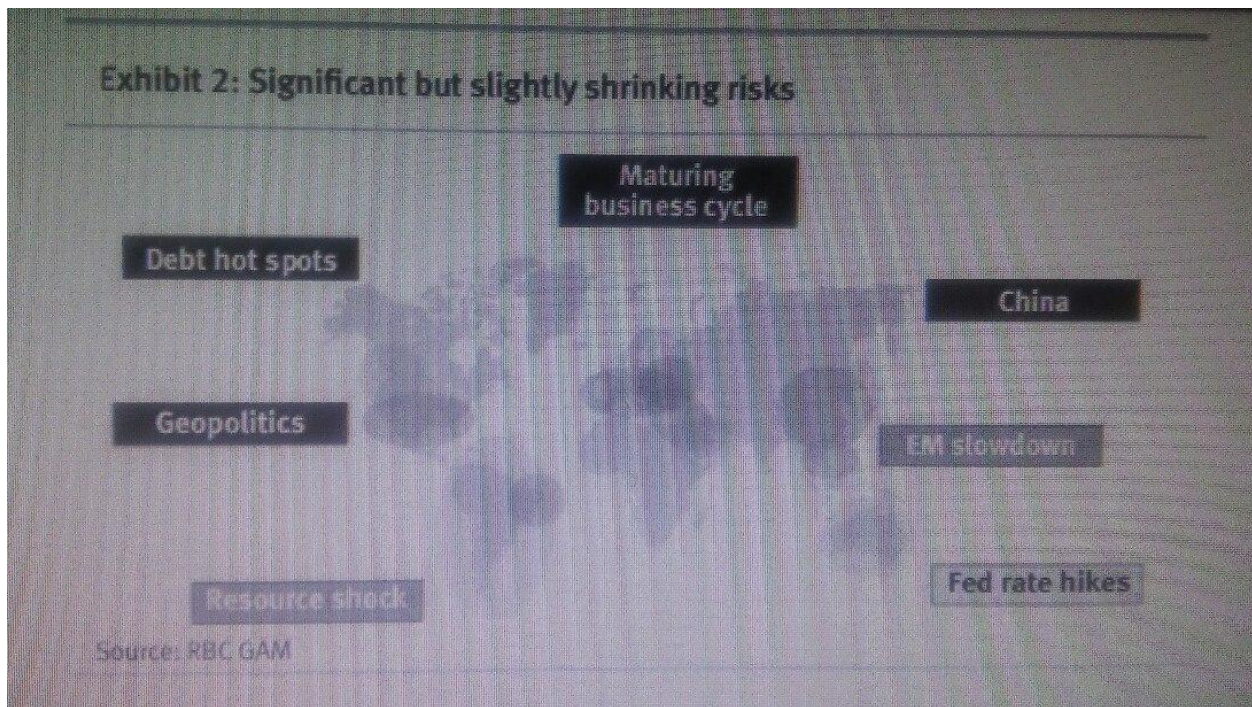 Exhibit 2: Significant but slightly shrinking risks
Maturing
business cycle
Debt hot spots
China
Geopolitics
EM slowdown
Fed rate hikes
Resource shock
Source: RBC GAM